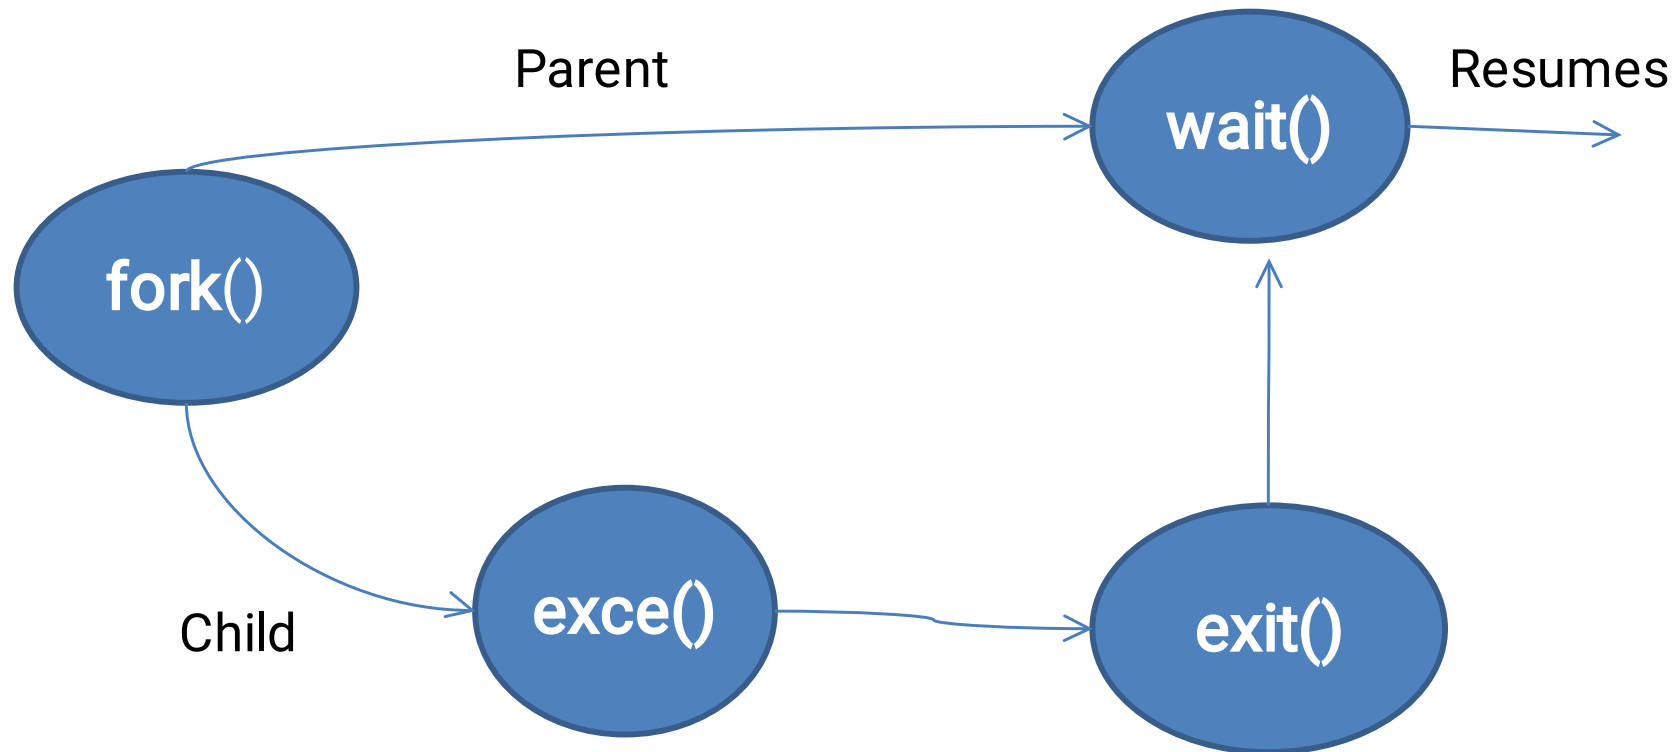 Parent
Resumes
wait()
fork()
exce()
Child
exit()